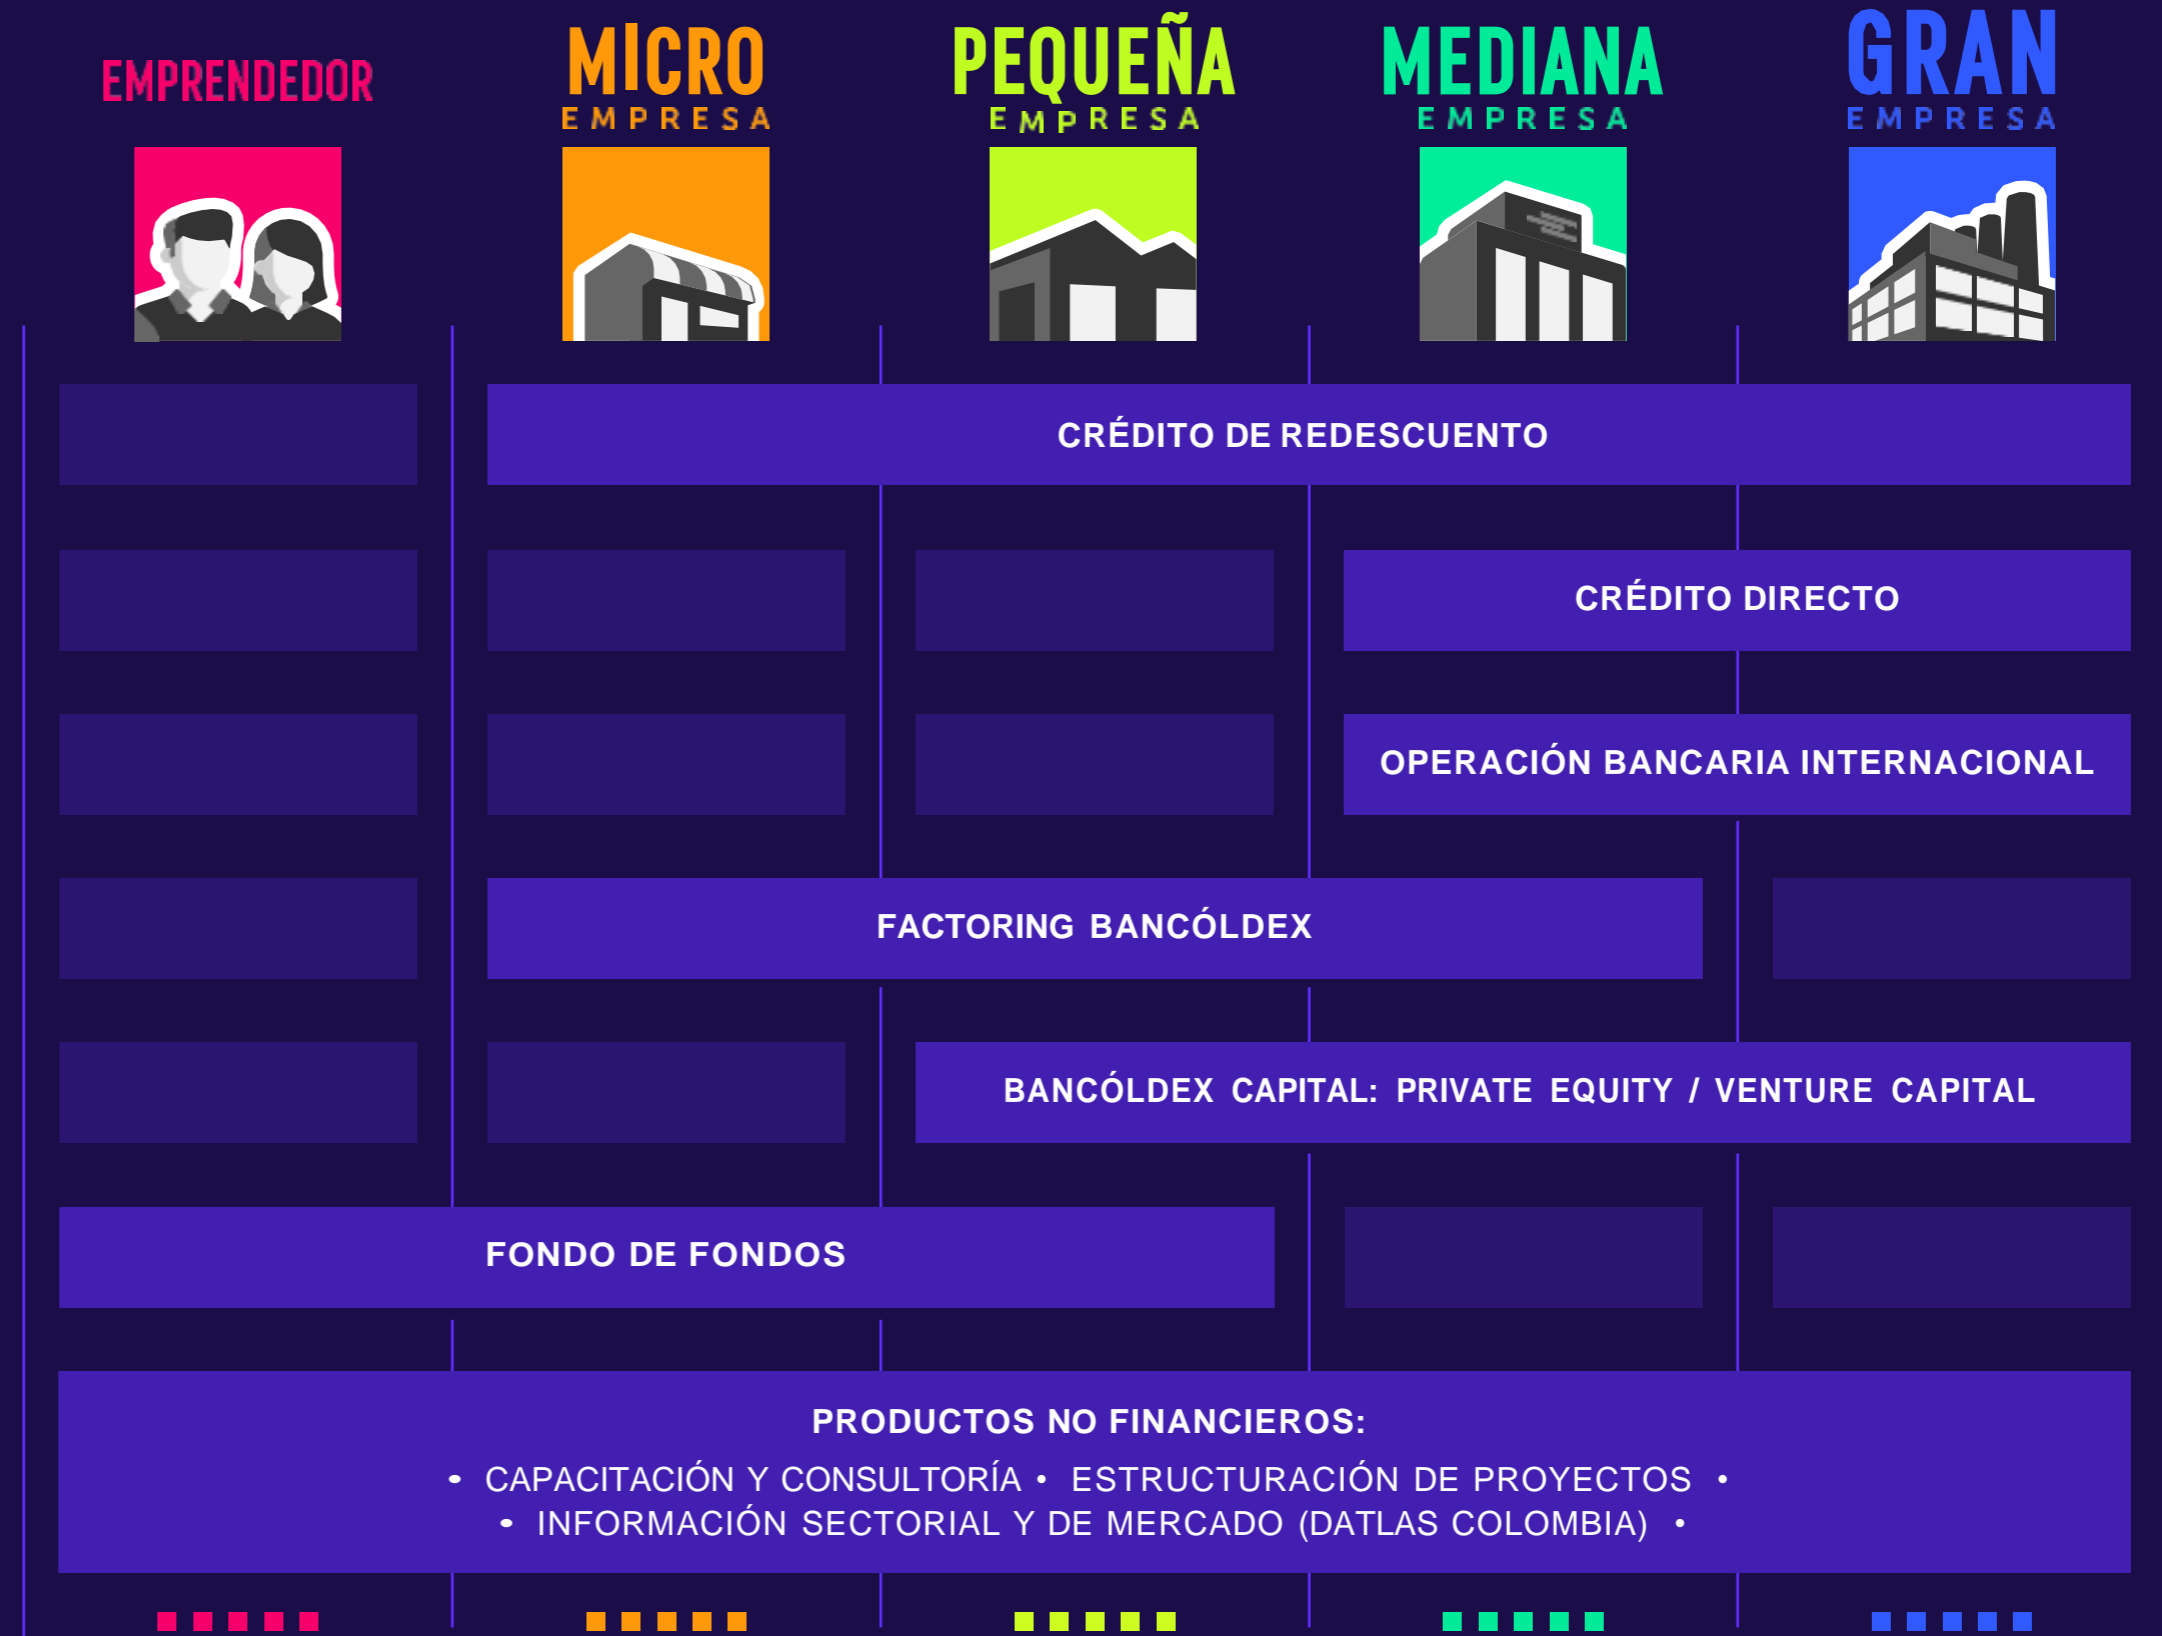 EMPRENDEDOR
MICRO
EMPRESA
PEQUEÑA
EMPRESA
MEDIANA
EMPRESA
GRAN
EMPRESA
CRÉDITO DE REDESCUENTO
CRÉDITO DIRECTO
OPERACIÓN BANCARIA INTERNACIONAL
FACTORING BANCÓLDEX
BANCÓLDEX CAPITAL: PRIVATE EQUITY / VENTURE CAPITAL
FONDO DE FONDOS
PRODUCTOS NO FINANCIEROS:
• CAPACITACIÓN Y CONSULTORÍA • ESTRUCTURACIÓN DE PROYECTOS •
• INFORMACIÓN SECTORIAL Y DE MERCADO (DATLAS COLOMBIA) •